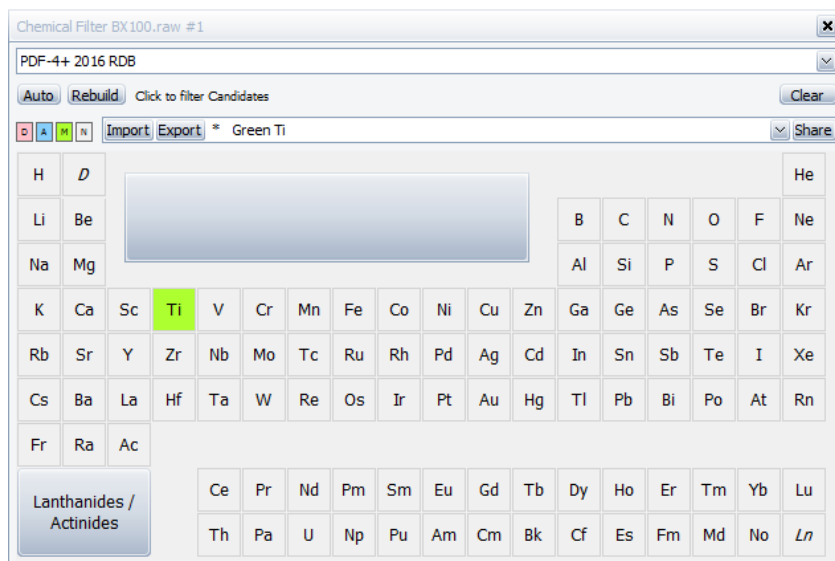 Chemical Filter BX100.raw #1
PDF-4+ 2016 RDB
Auto Rebuild Click to filter Candidates Clear
D A M N Import Export * Green Ti Share
H D He
Li Be B C N O F Ne
Na Mg Al Si P S Cl Ar
K Ca Sc Ti V Cr Mn Fe Co Ni Cu Zn Ga Ge As Se Br Kr
Rb Sr Y Zr Nb Mo Tc Ru Rh Pd Ag Cd In Sn Sb Te I Xe
Cs Ba La Hf Ta W Re Os Ir Pt Au Hg Tl Pb Bi Po At Rn
Fr Ra Ac
Lanthanides /
Actinides
Ce Pr Nd Pm Sm Eu Gd Tb Dy Ho Er Tm Yb Lu
Th Pa U Np Pu Am Cm Bk Cf Es Fm Md No Ln